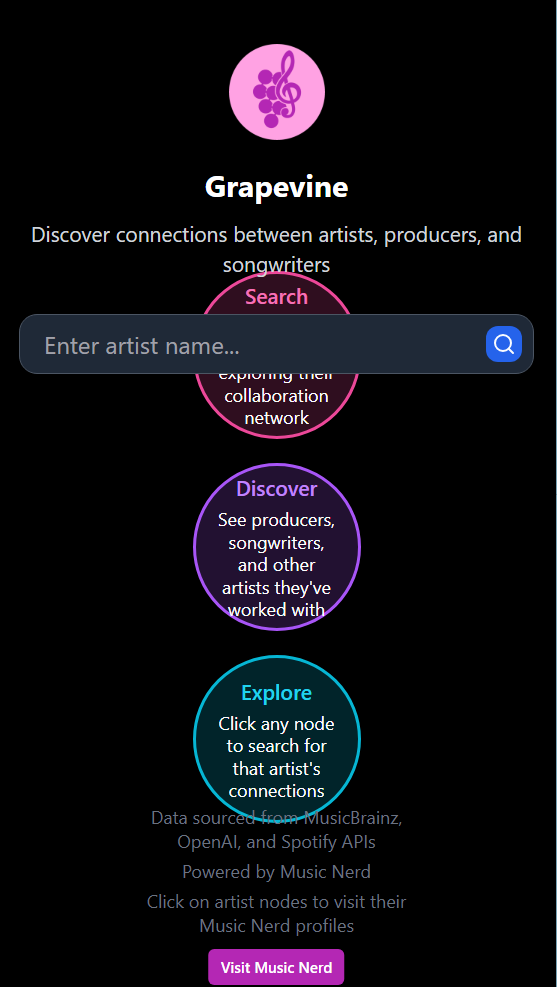 Grapevine
Discover connections between artists, producers, and
songwriters
Search
Enter artist name...
exploring their
collaboration
network
Discover
See producers,
songwriters,
and other
artists they've
worked with
Explore
Click any node
to search for
that artist's
connections
Data sourced from MusicBrainz,
OpenAI, and Spotify APIs
Powered by Music Nerd
Click on artist nodes to visit their
Music Nerd profiles
Visit Music Nerd